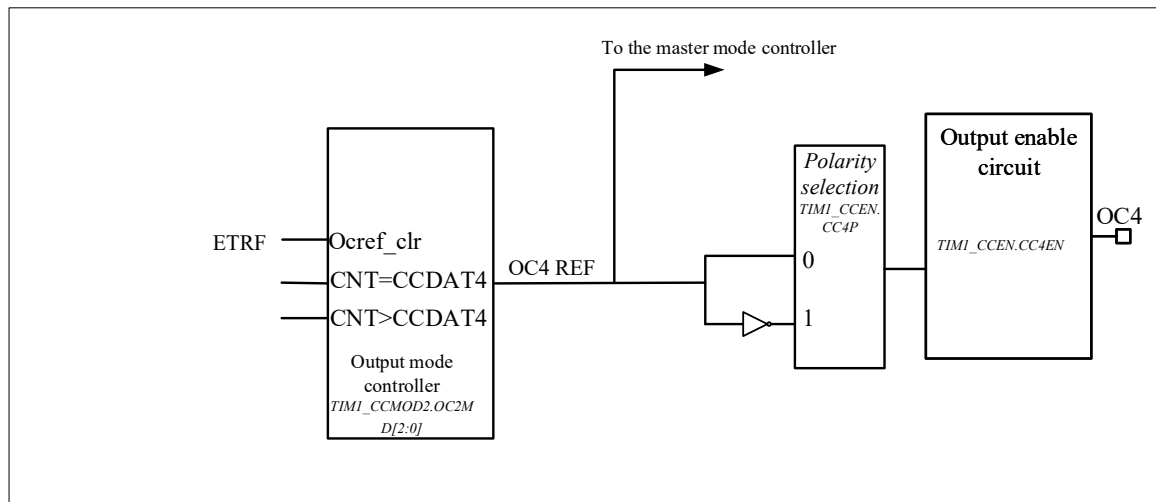 To the master mode controller
Output enable
circuit
Polarity
selection
TIM1_CCEN.
CC4P
OC4
ETRF
Ocref_clr
TIM1_CCEN.CC4EN
0
OC4 REF
CNT=CCDAT4
CNT>CCDAT4
1
Output mode
controller
TIM1_CCMOD2.OC2M
D[2:0]